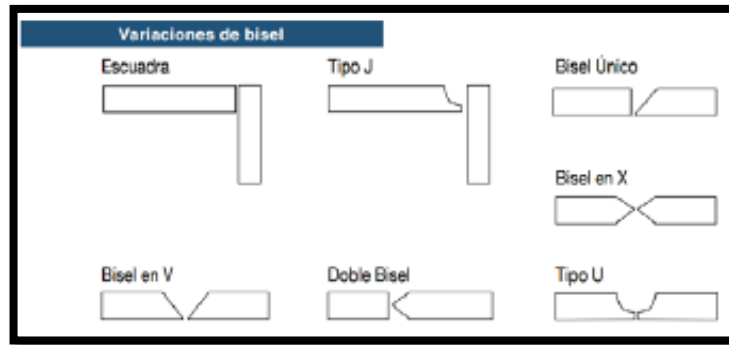 Variaciones de bisel
Escuadra
Tipo J
Bisel Único
Bisel en X
Bisel en V
Doble Bisel
Tipo U